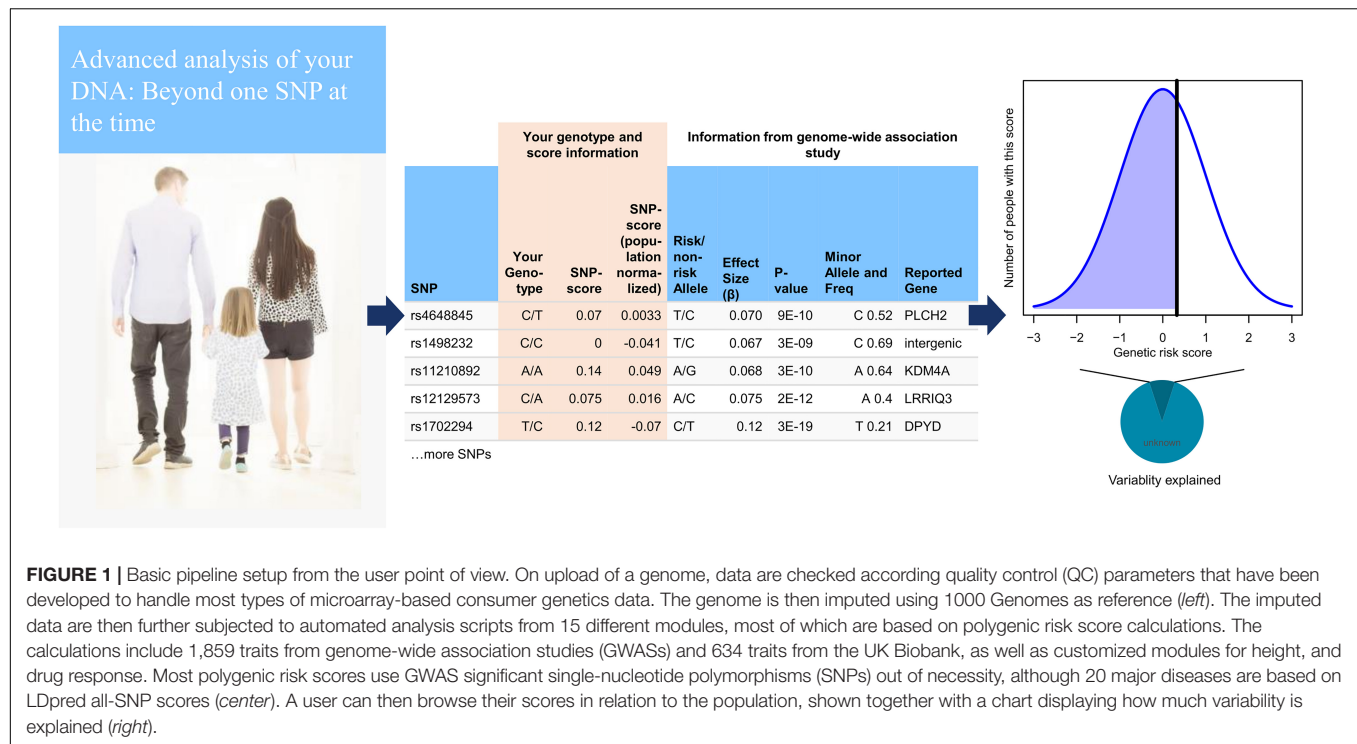 Advanced analysis of your
DNA: Beyond one SNP at
the time
Your genotype and
score information
Information from genome-wide association
study
SNP
Your
Geno-
type
SNP-
score
SNP-
score
(popu-
lation
norma-
lized)
Risk/
non-
risk
Allele
Effect
Size
(β)
P-
value
Minor
Allele and
Freq
Reported
Gene
rs4648845 C/T 0.07 0.0033 T/C 0.070 9E-10 C 0.52 PLCH2
rs1498232 C/C 0 -0.041 T/C 0.067 3E-09 C 0.69 intergenic
rs11210892 A/A 0.14 0.049 A/G 0.068 3E-10 A 0.64 KDM4A
rs12129573 C/A 0.075 0.016 A/C 0.075 2E-12 A 0.4 LRRIQ3
rs1702294 T/C 0.12 -0.07 C/T 0.12 3E-19 T 0.21 DPYD
...more SNPs
Number of people with this score
−3 −2 −1 0 1 2 3
Genetic risk score
unknown
Variablity explained
FIGURE 1 | Basic pipeline setup from the user point of view. On upload of a genome, data are checked according quality control (QC) parameters that have been
developed to handle most types of microarray-based consumer genetics data. The genome is then imputed using 1000 Genomes as reference (left). The imputed
data are then further subjected to automated analysis scripts from 15 different modules, most of which are based on polygenic risk score calculations. The
calculations include 1,859 traits from genome-wide association studies (GWASs) and 634 traits from the UK Biobank, as well as customized modules for height, and
drug response. Most polygenic risk scores use GWAS significant single-nucleotide polymorphisms (SNPs) out of necessity, although 20 major diseases are based on
LDpred all-SNP scores (center). A user can then browse their scores in relation to the population, shown together with a chart displaying how much variability is
explained (right).